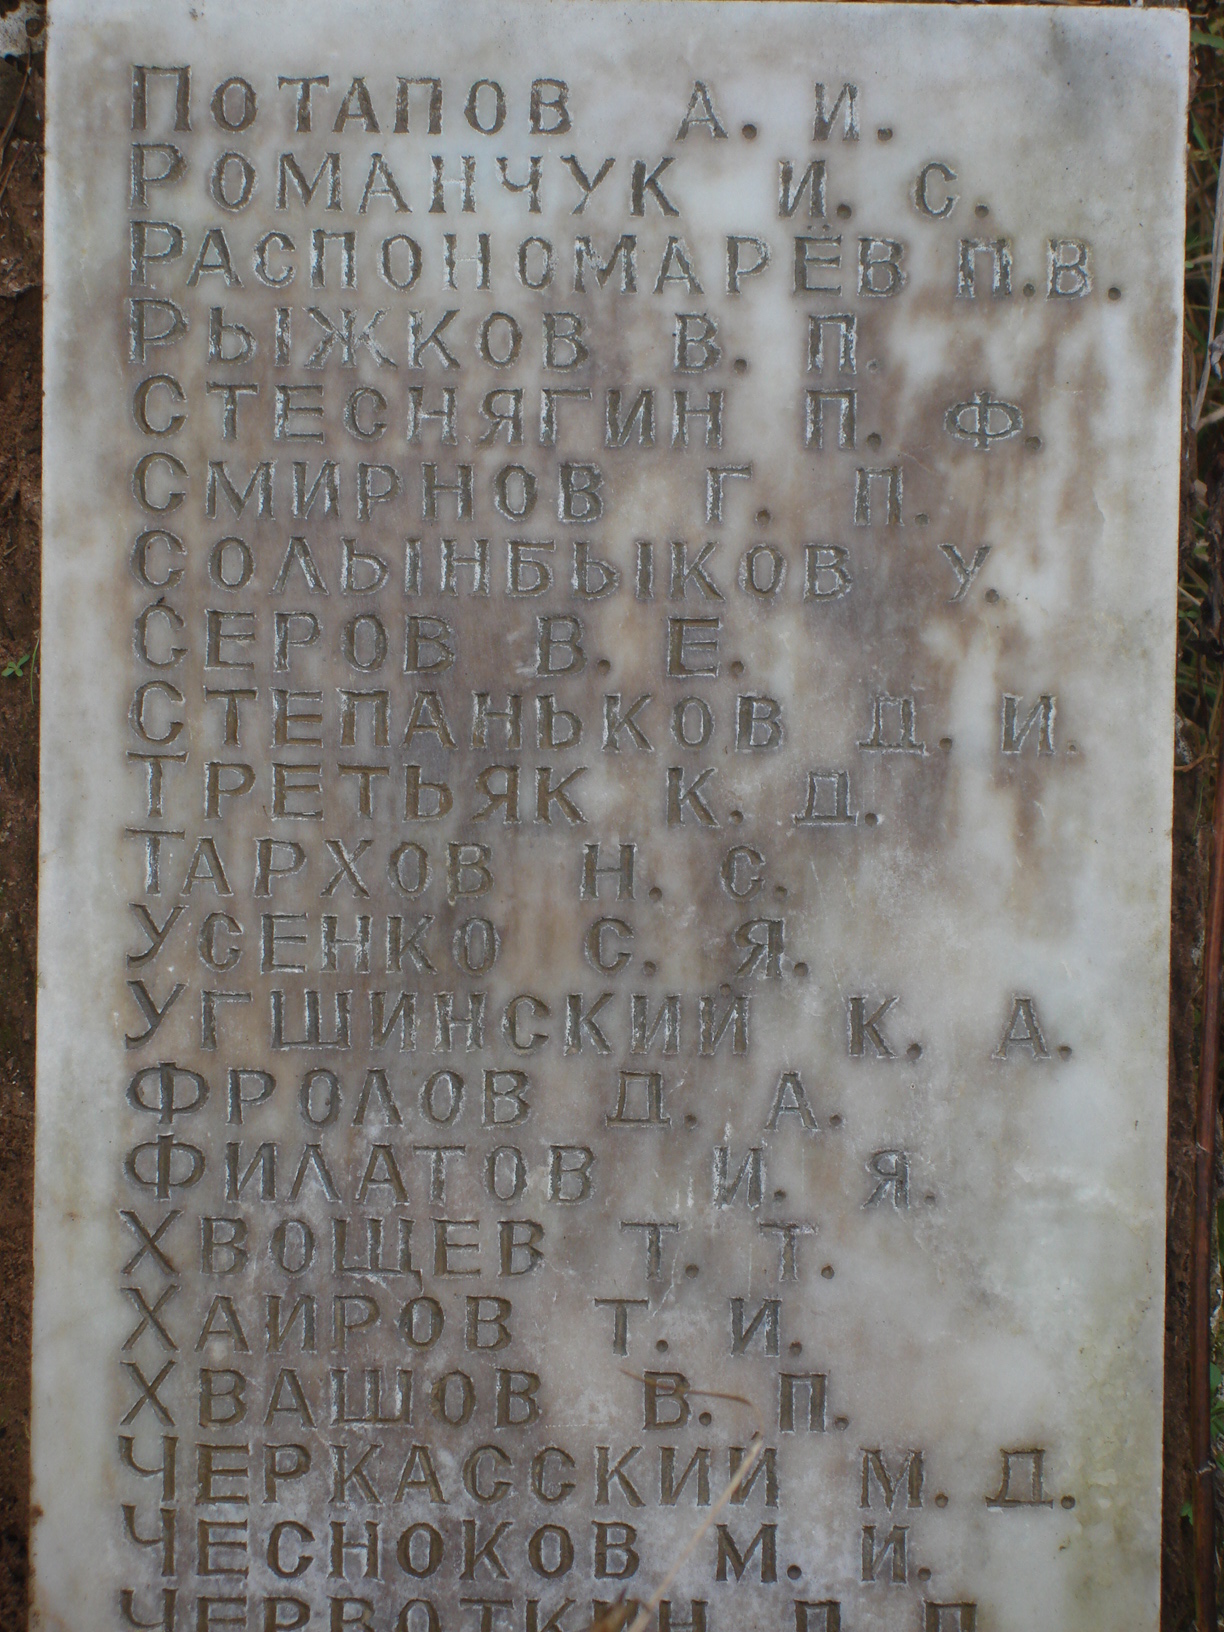 Потапов А. И.
Романчук И. С.
Распономарёв П.В.
Рыжков В. П.
Стеснягин П. Ф.
Смирнов Г. П.
Солынбыков У.
Серов В. Е.
Степаньков Д. И.
Третьяк К. Д.
Тархов Н. С.
Усенко С. Я.
Угшинский К. А.
Фролов Д. А.
Филатов И. Я.
Хвощев Т. Т.
Хаиров Т. И.
Хвашов В. П.
Черкасский М. Д.
Чесноков М. И.
Червоткин П. П.